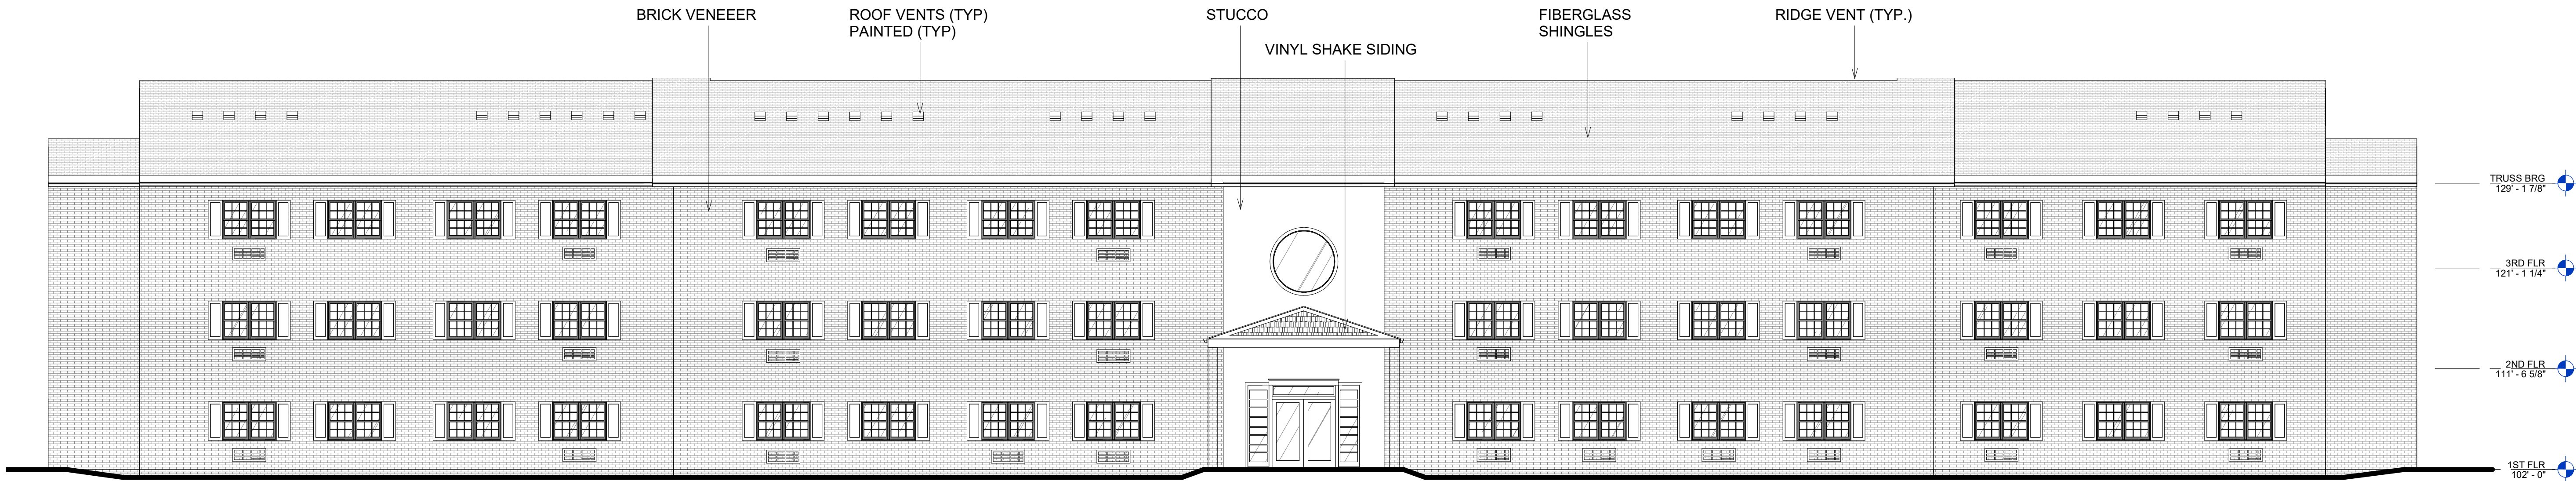 BRICK VENEEER
ROOF VENTS (TYP)
PAINTED (TYP)
STUCCO
VINYL SHAKE SIDING
FIBERGLASS
SHINGLES
RIDGE VENT (TYP.)
TRUSS BRG
129' - 1 7/8"
3RD FLR
121' - 1 1/4"
2ND FLR
111' - 6 5/8"
1ST FLR
102' - 0"